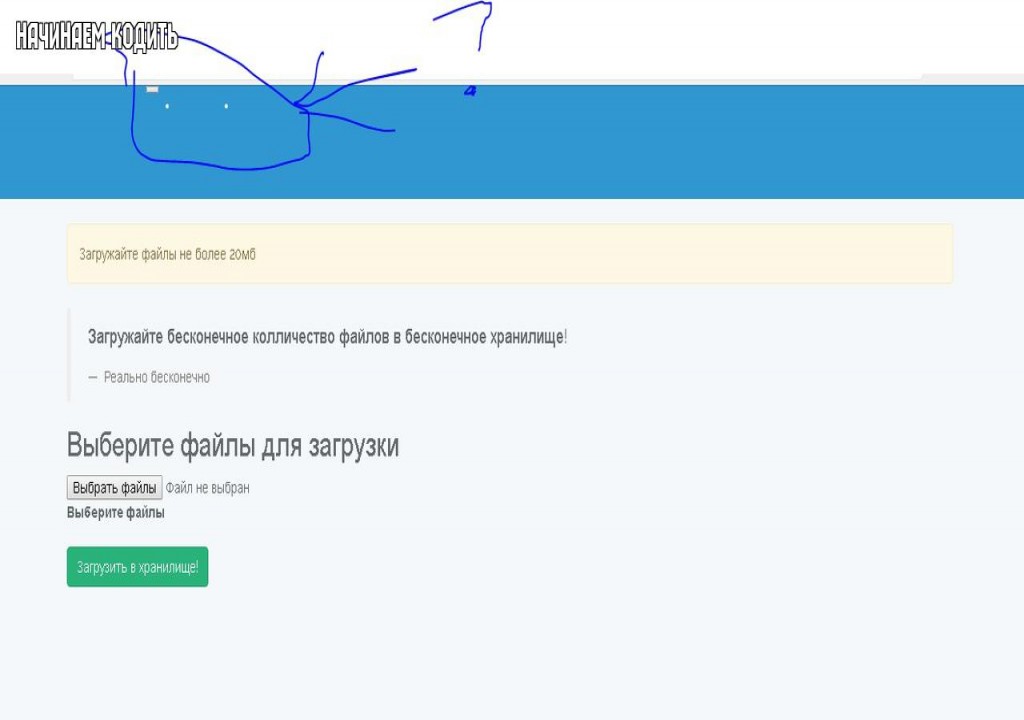 НАЧИНАЕМ КОДИТЬ
Загружайте файлы не более 20мб
Загружайте бесконечное колличество файлов в бесконечное хранилище!
— Реально бесконечно
Выберите файлы для загрузки
Выбрать файлы Файл не выбран
Выберите файлы
Загрузить в хранилище!